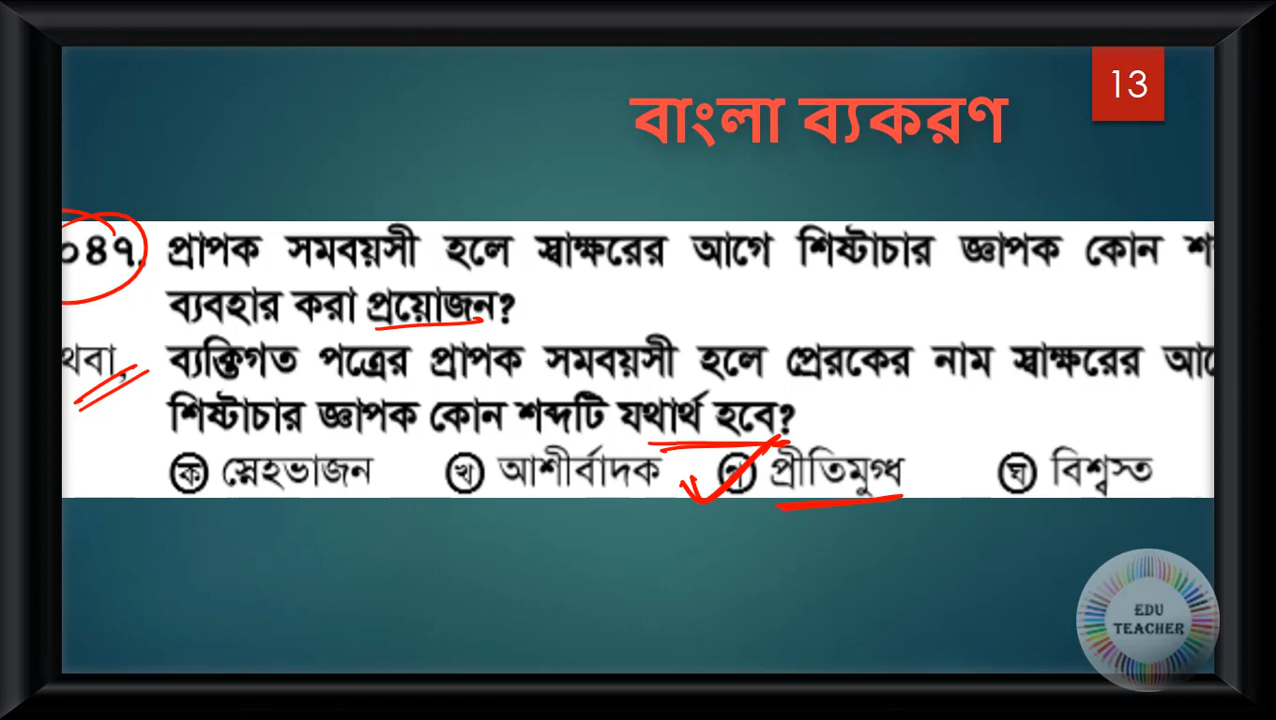 13
বাংলা ব্যকরণ
০৪৭. প্রাপক সমবয়সী হলে স্বাক্ষরের আগে শিষ্টাচার জ্ঞাপক কোন
ব্যবহার করা প্রয়োজন?
ব্যক্তিগত পত্রের প্রাপক সমবয়সী হলে প্রেরকের নাম স্বাক্ষরের
শিষ্টাচার জ্ঞাপক কোন শব্দটি যথার্থ হবে?
ক স্নেহভাজন খ আশীর্বাদক গ প্রীতিমুগ্ধ ঘ বিশ্বস্ত
EDU
TEACHER